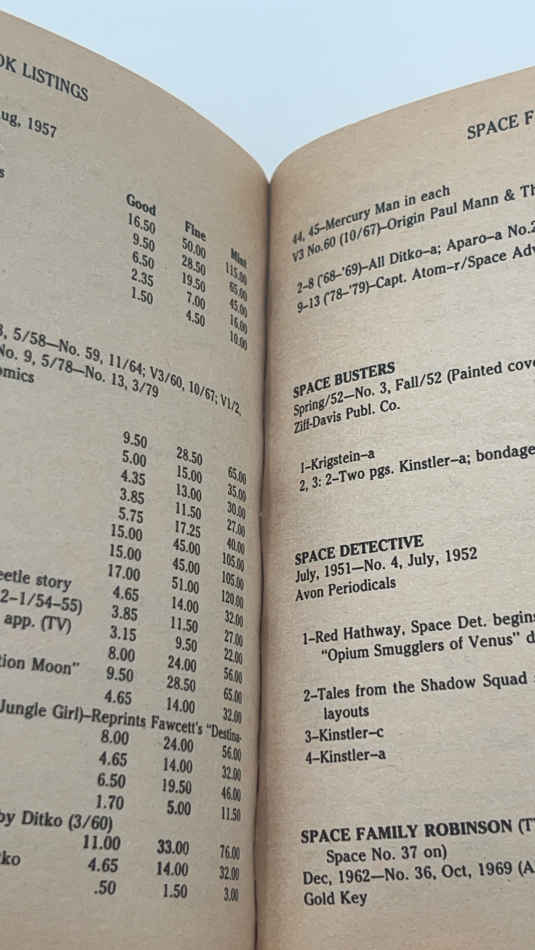 OK LISTINGS
ug, 1957
s
Good Fine Mint
16.50 50.00 115.00
9.50 28.50 65.00
6.50 19.50 45.00
2.35 7.00 16.00
1.50 4.50 10.00
3, 5/58—No. 59, 11/64; V3/60, 10/67; V1/2,
No. 9, 5/78—No. 13, 3/79
omics
9.50 28.50 65.00
5.00 15.00 35.00
4.35 13.00 30.00
3.85 11.50 27.00
5.75 17.25 40.00
15.00 45.00 105.00
15.00 45.00 105.00
17.00 51.00 120.00
eetle story 4.65 14.00 32.00
2–1/54–55) 3.85 11.50 27.00
app. (TV) 3.15 9.50 22.00
8.00 24.00 56.00
tion Moon" 9.50 28.50 65.00
4.65 14.00 32.00
Jungle Girl)–Reprints Fawcett's "Destina-
8.00 24.00 56.00
4.65 14.00 32.00
6.50 19.50 46.00
1.70 5.00 11.50
by Ditko (3/60)
11.00 33.00 76.00
ko 4.65 14.00 32.00
.50 1.50 3.00
SPACE F
44, 45–Mercury Man in each
V3 No.60 (10/67)–Origin Paul Mann & Th
2–8 ('68–'69)–All Ditko–a; Aparo–a No.2
9–13 ('78–'79)–Capt. Atom–r/Space Adv
SPACE BUSTERS
Spring/52—No. 3, Fall/52 (Painted cove
Ziff-Davis Publ. Co.
1–Krigstein–a
2, 3: 2–Two pgs. Kinstler–a; bondage
SPACE DETECTIVE
July, 1951—No. 4, July, 1952
Avon Periodicals
1–Red Hathway, Space Det. begins
"Opium Smugglers of Venus" d
2–Tales from the Shadow Squad
layouts
3–Kinstler–c
4–Kinstler–a
SPACE FAMILY ROBINSON (T
Space No. 37 on)
Dec, 1962—No. 36, Oct, 1969 (A
Gold Key